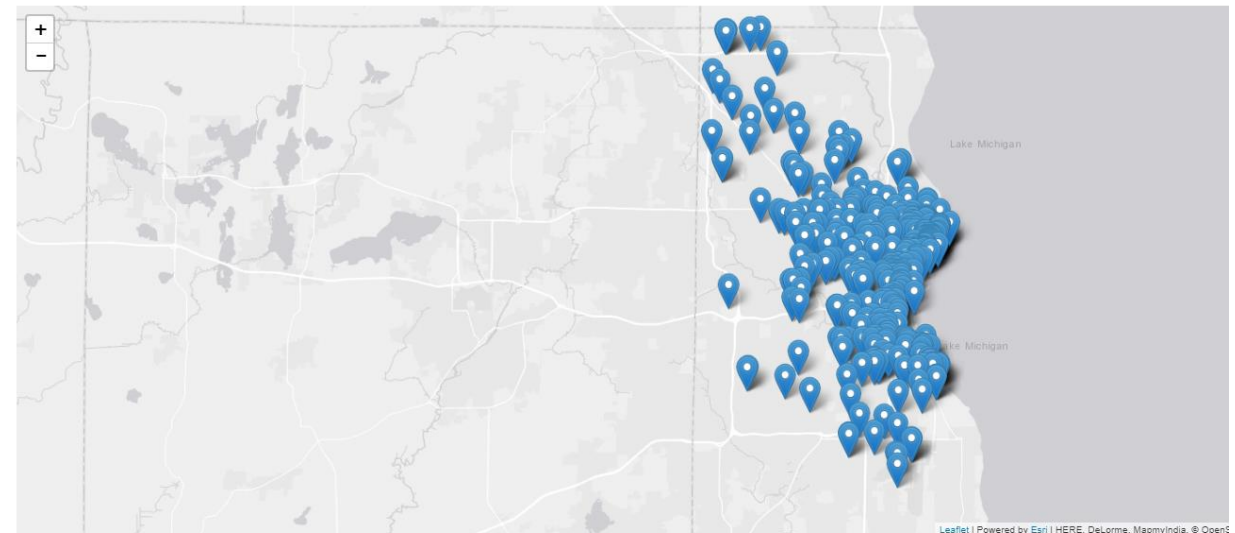 +
−
Lake Michigan
ke Michigan
Leaflet | Powered by Esri | HERE, DeLorme, MapmyIndia, © OpenS